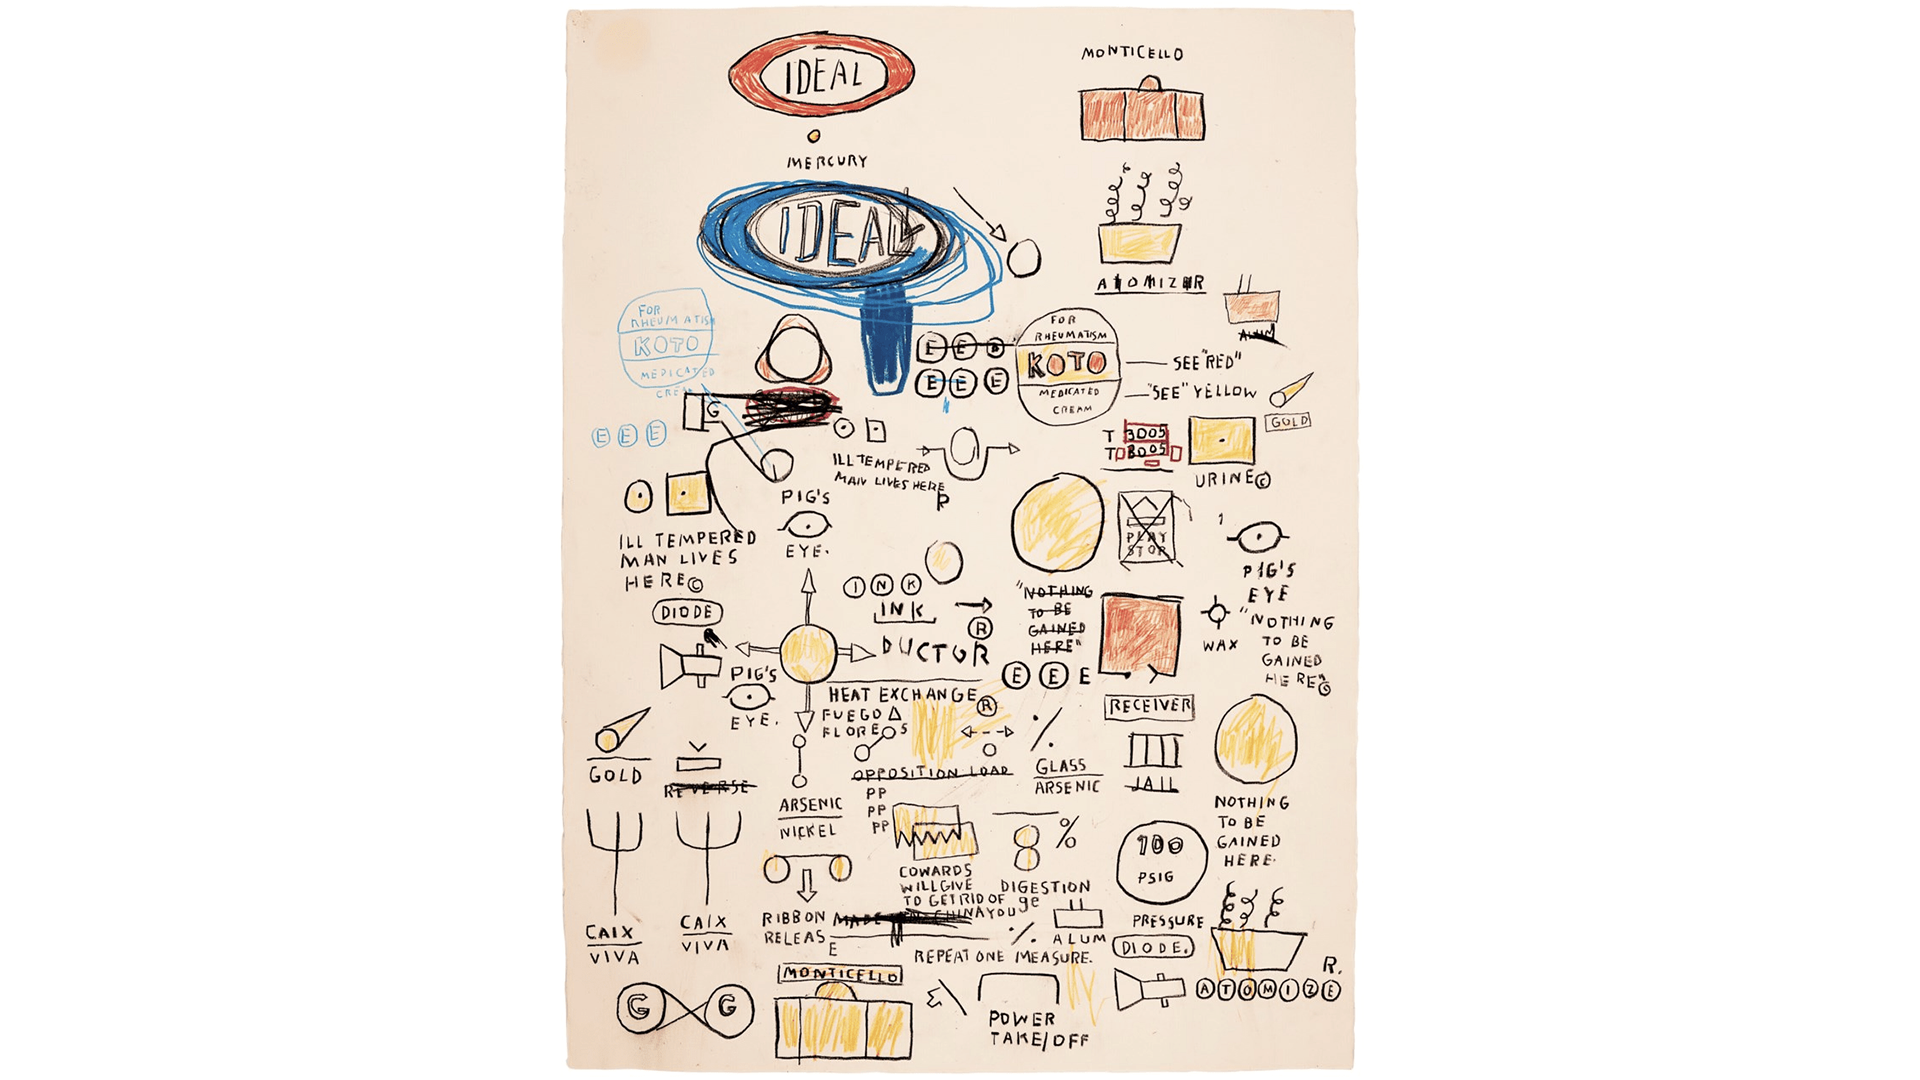 IDEAL
MONTICELLO
MERCURY
IDEAL
ATOMIZER
FOR
RHEUMATISM
KOTO
MEDICATED
CREAM
ALUM
FOR
RHEUMATISM
KOTO
MEDICATED
CREAM
E E B
E E E
SEE "RED"
"SEE" YELLOW
GOLD
G
E E E
T 3005
T 3005
URINE©
ILL TEMPERED
MAN LIVES HERE
R
PIG'S
EYE.
ILL TEMPERED
MAN LIVES
HERE©
PLAY
STOP
PIG'S
EYE
DIODE
INK
INK
®
DUCTOR
"NOTHING
TO BE
GAINED
HERE"
WAX
"NOTHING
TO BE
GAINED
HERE"©
PIG'S
EYE.
E E E
HEAT EXCHANGE
®
FUEGO
FLORES
RECEIVER
GOLD
REVERSE
OPPOSITION LOAD
GLASS
ARSENIC
JAIL
ARSENIC
NICKEL
PP
PP
PP
%
NOTHING
TO BE
GAINED
HERE.
100
PSIG
COWARDS
WILL GIVE
TO GET RID OF
YOU
DIGESTION
ge
CAIX
VIVA
CAIX
VIVA
RIBBON
RELEASE
MADE IN CHINA
ALUM
PRESSURE
DIODE.
REPEAT ONE MEASURE.
MONTICELLO
G G
POWER
TAKE/OFF
R.
ATOMIZE